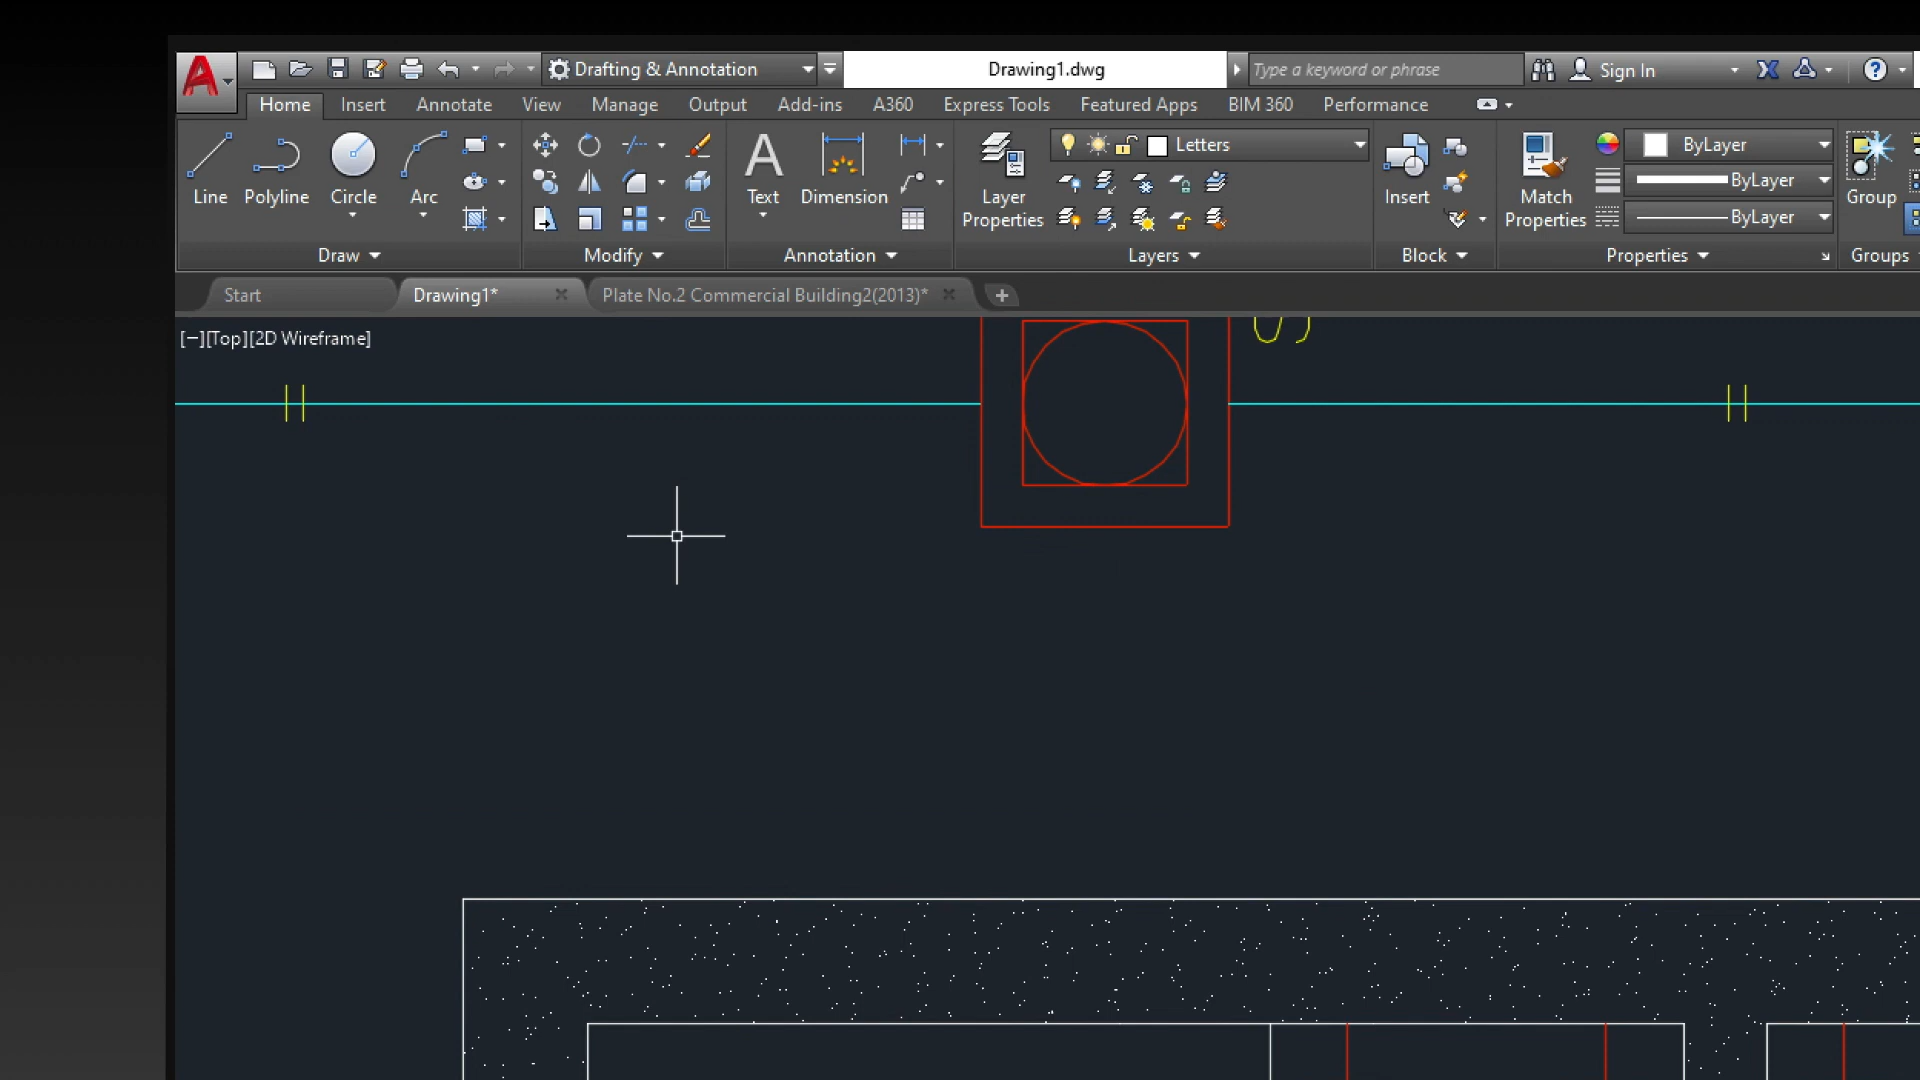 Drafting & Annotation
Drawing1.dwg
Type a keyword or phrase
Sign In
Home Insert Annotate View Manage Output Add-ins A360 Express Tools Featured Apps BIM 360 Performance
Letters
ByLayer
Line Polyline Circle Arc
Text Dimension
Layer Properties
Insert
Match Properties
ByLayer
ByLayer
Group
Draw Modify Annotation Layers Block Properties Groups
Start Drawing1* Plate No.2 Commercial Building2(2013)*
[−][Top][2D Wireframe]